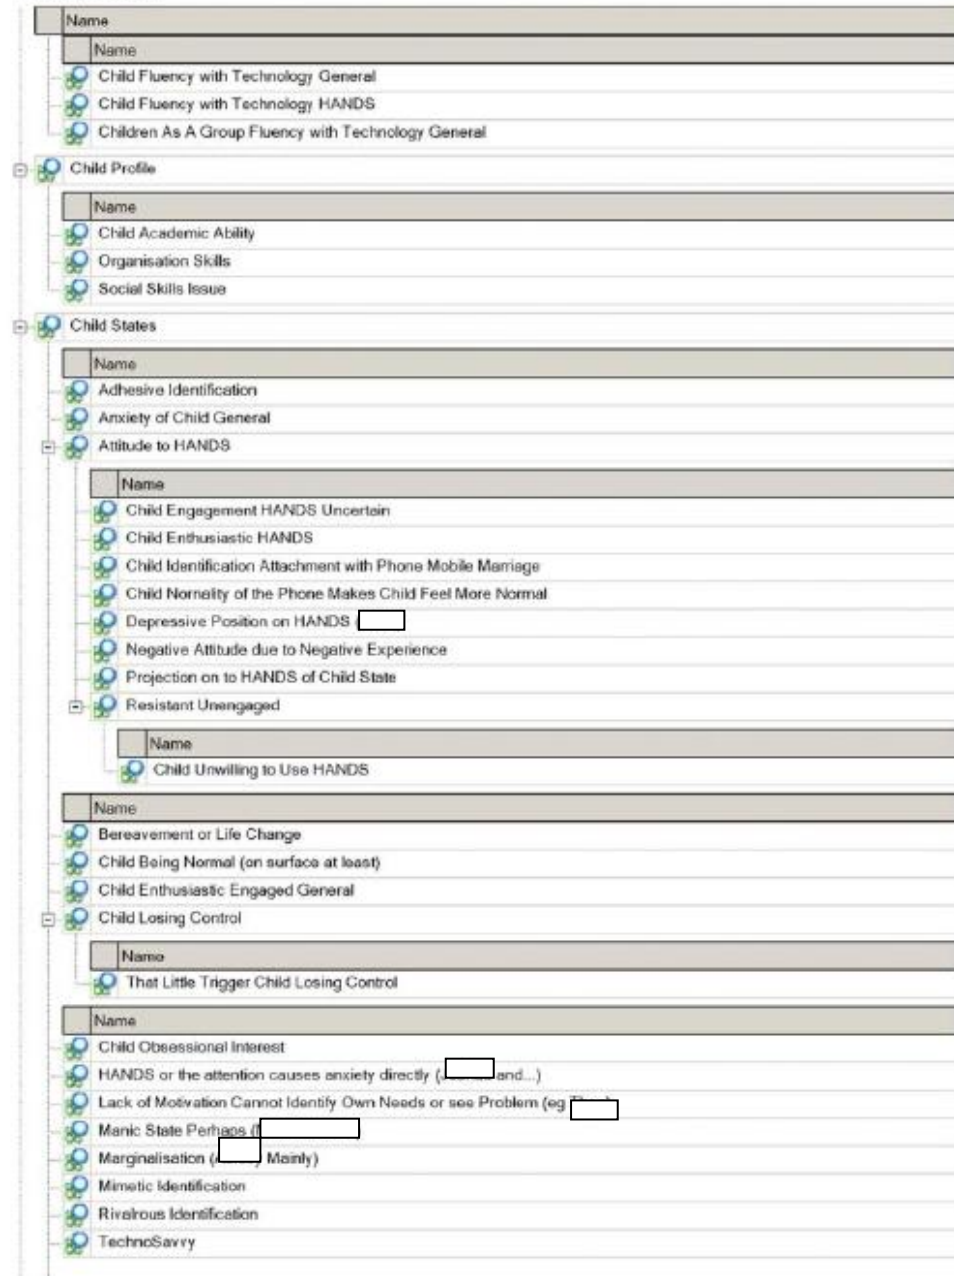 Name
Name
Child Fluency with Technology General
Child Fluency with Technology HANDS
Children As A Group Fluency with Technology General
Child Profile
Name
Child Academic Ability
Organisation Skills
Social Skills Issue
Child States
Name
Adhesive Identification
Anxiety of Child General
Attitude to HANDS
Name
Child Engagement HANDS Uncertain
Child Enthusiastic HANDS
Child Identification Attachment with Phone Mobile Marriage
Child Nornality of the Phone Makes Child Feel More Normal
Depressive Position on HANDS (
Negative Attitude due to Negative Experience
Projection on to HANDS of Child State
Resistant Unengaged
Name
Child Unwilling to Use HANDS
Name
Bereavement or Life Change
Child Being Normal (on surface at least)
Child Enthusiastic Engaged General
Child Losing Control
Name
That Little Trigger Child Losing Control
Name
Child Obsessional Interest
HANDS or the attention causes anxiety directly ( and...)
Lack of Motivation Cannot Identify Own Needs or see Problem (eg
Manic State Perhaps (
Marginalisation ( Mainly)
Mimetic Identification
Rivalrous Identification
TechnoSavvy